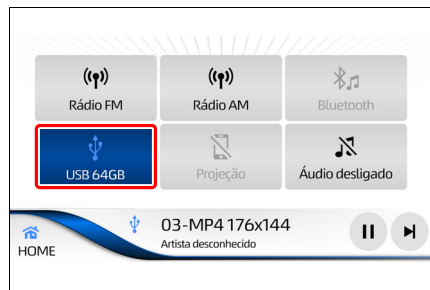 Rádio FM
Rádio AM
Bluetooth
USB 64GB
Projeção
Áudio desligado
03-MP4 176x144
Artista desconhecido
HOME